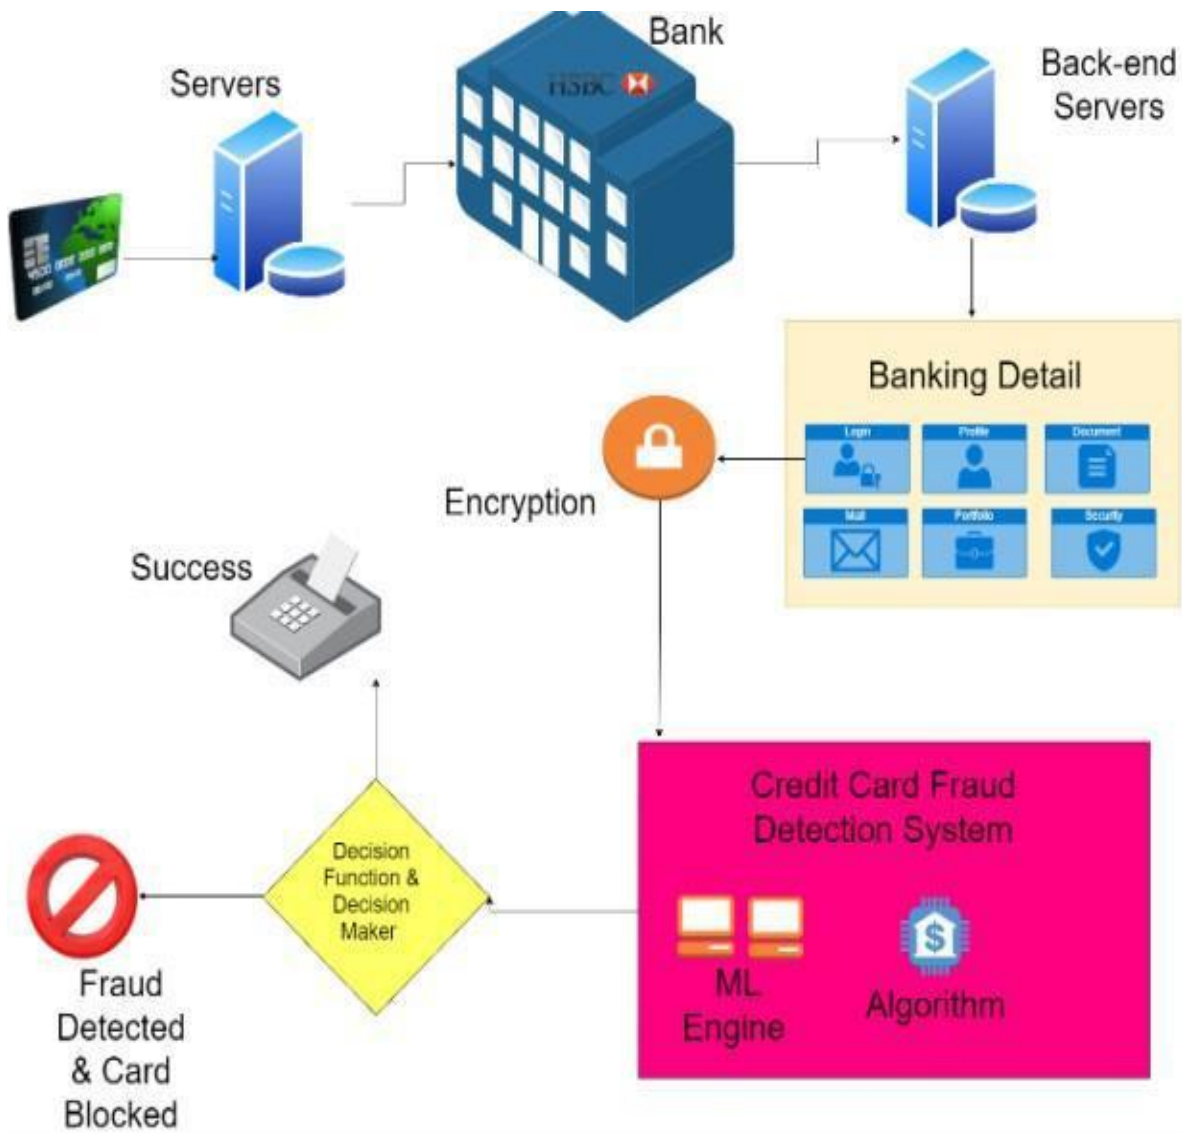 Bank
Servers
HSBC
Back-end
Servers
Banking Detail
Login
Profile
Document
Mail
Portfolio
Security
Encryption
Success
Credit Card Fraud
Detection System
Decision
Function &
Decision
Maker
ML
Engine
Algorithm
Fraud
Detected
& Card
Blocked